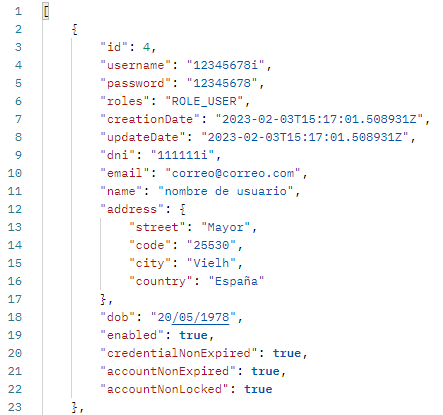 1 [
2 {
3 "id": 4,
4 "username": "12345678i",
5 "password": "12345678",
6 "roles": "ROLE_USER",
7 "creationDate": "2023-02-03T15:17:01.508931Z",
8 "updateDate": "2023-02-03T15:17:01.508931Z",
9 "dni": "111111i",
10 "email": "correo@correo.com",
11 "name": "nombre de usuario",
12 "address": {
13 "street": "Mayor",
14 "code": "25530",
15 "city": "Vielh",
16 "country": "España"
17 },
18 "dob": "20/05/1978",
19 "enabled": true,
20 "credentialNonExpired": true,
21 "accountNonExpired": true,
22 "accountNonLocked": true
23 },